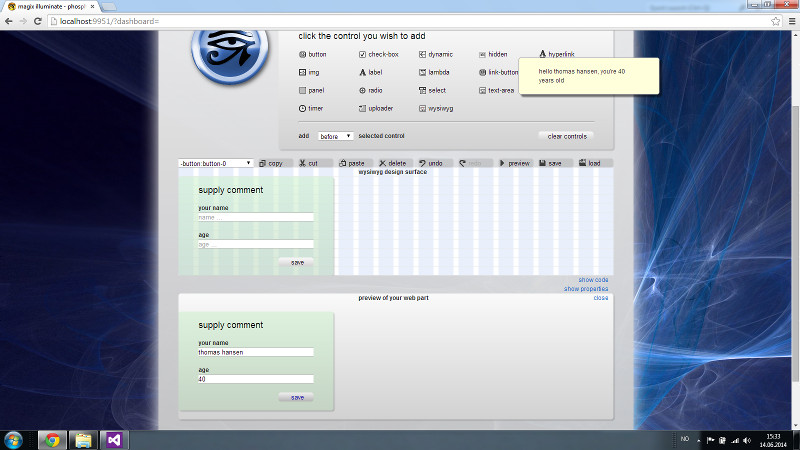 magix illuminate - phosph
localhost:9951/?dashboard=
click the control you wish to add
button check-box dynamic hidden hyperlink
img label lambda link-button
hello thomas hansen, you're 40
years old
panel radio select text-area
timer uploader wysiwyg
add before selected control clear controls
-button:button-0 copy cut paste delete undo redo preview save load
wysiwyg design surface
supply comment
your name
name ...
age
age ...
save
show code
show properties
preview of your web part close
supply comment
your name
thomas hansen
age
40
save
NO 15:33
14.06.2014